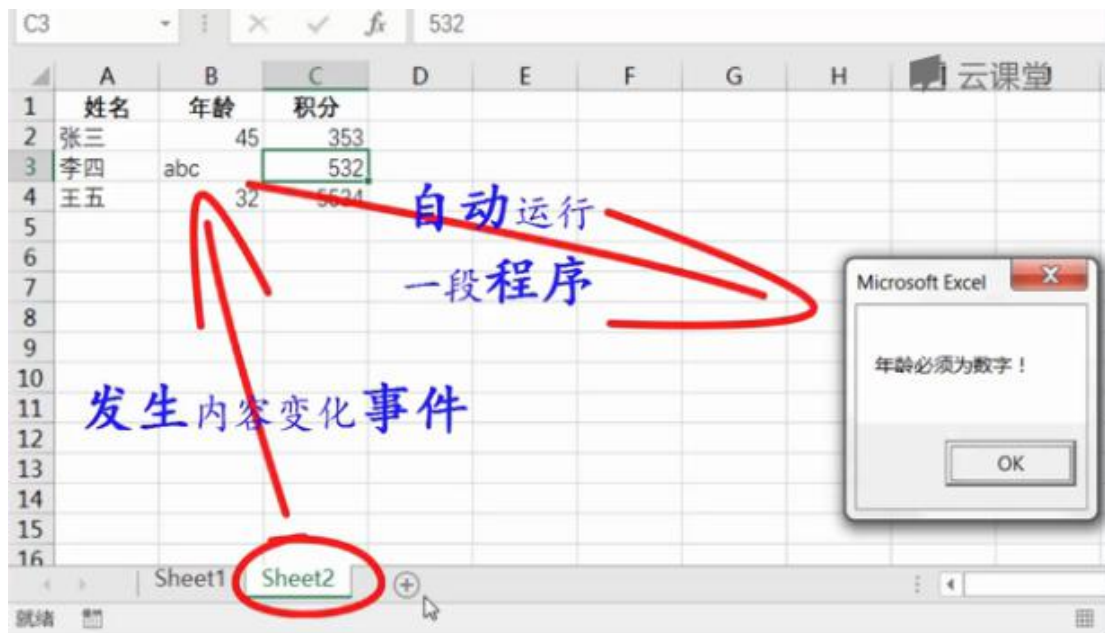 C3 fx 532
A B C D E F G H I J
云课堂
1 姓名 年龄 积分
2 张三 45 353
3 李四 abc 532
4 王五 32 5534
5
6
7
8
9
10
11
12
13
14
15
16
自动运行
一段程序
发生内容变化事件
Microsoft Excel X
年龄必须为数字！
OK
Sheet1 Sheet2
就绪